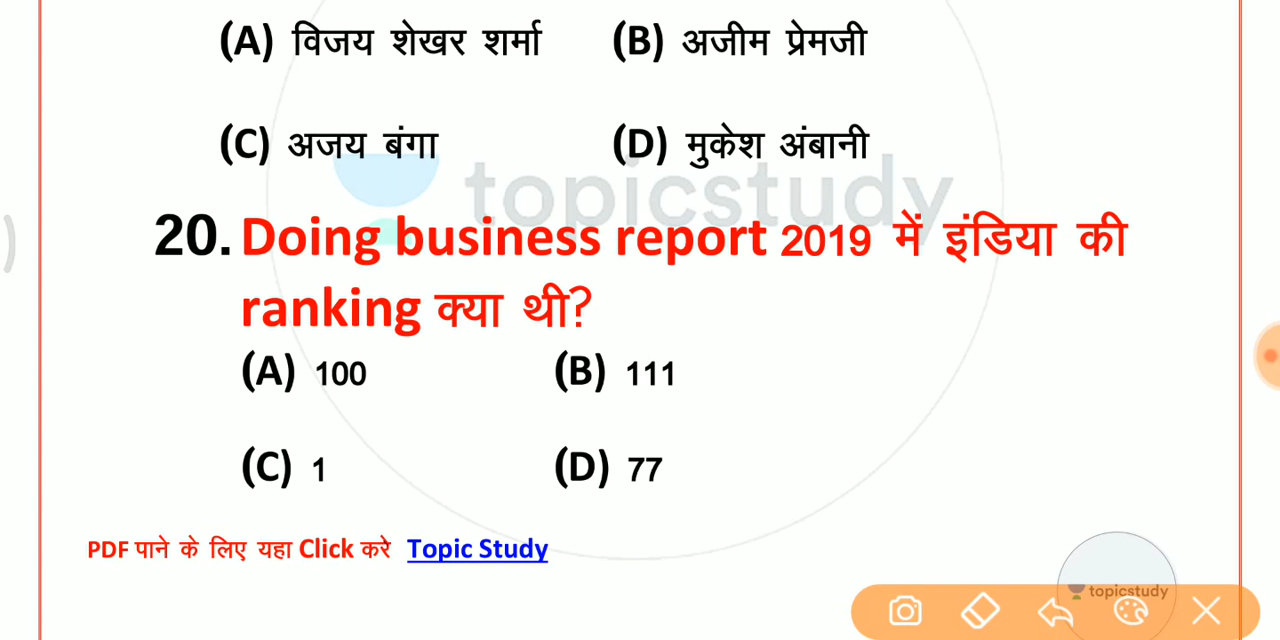 (A) विजय शेखर शर्मा (B) अजीम प्रेमजी
(C) अजय बंगा (D) मुकेश अंबानी
topicstudy
20. Doing business report 2019 में इंडिया की
ranking क्या थी?
(A) 100 (B) 111
(C) 1 (D) 77
PDF पाने के लिए यहा Click करे Topic Study
topicstudy